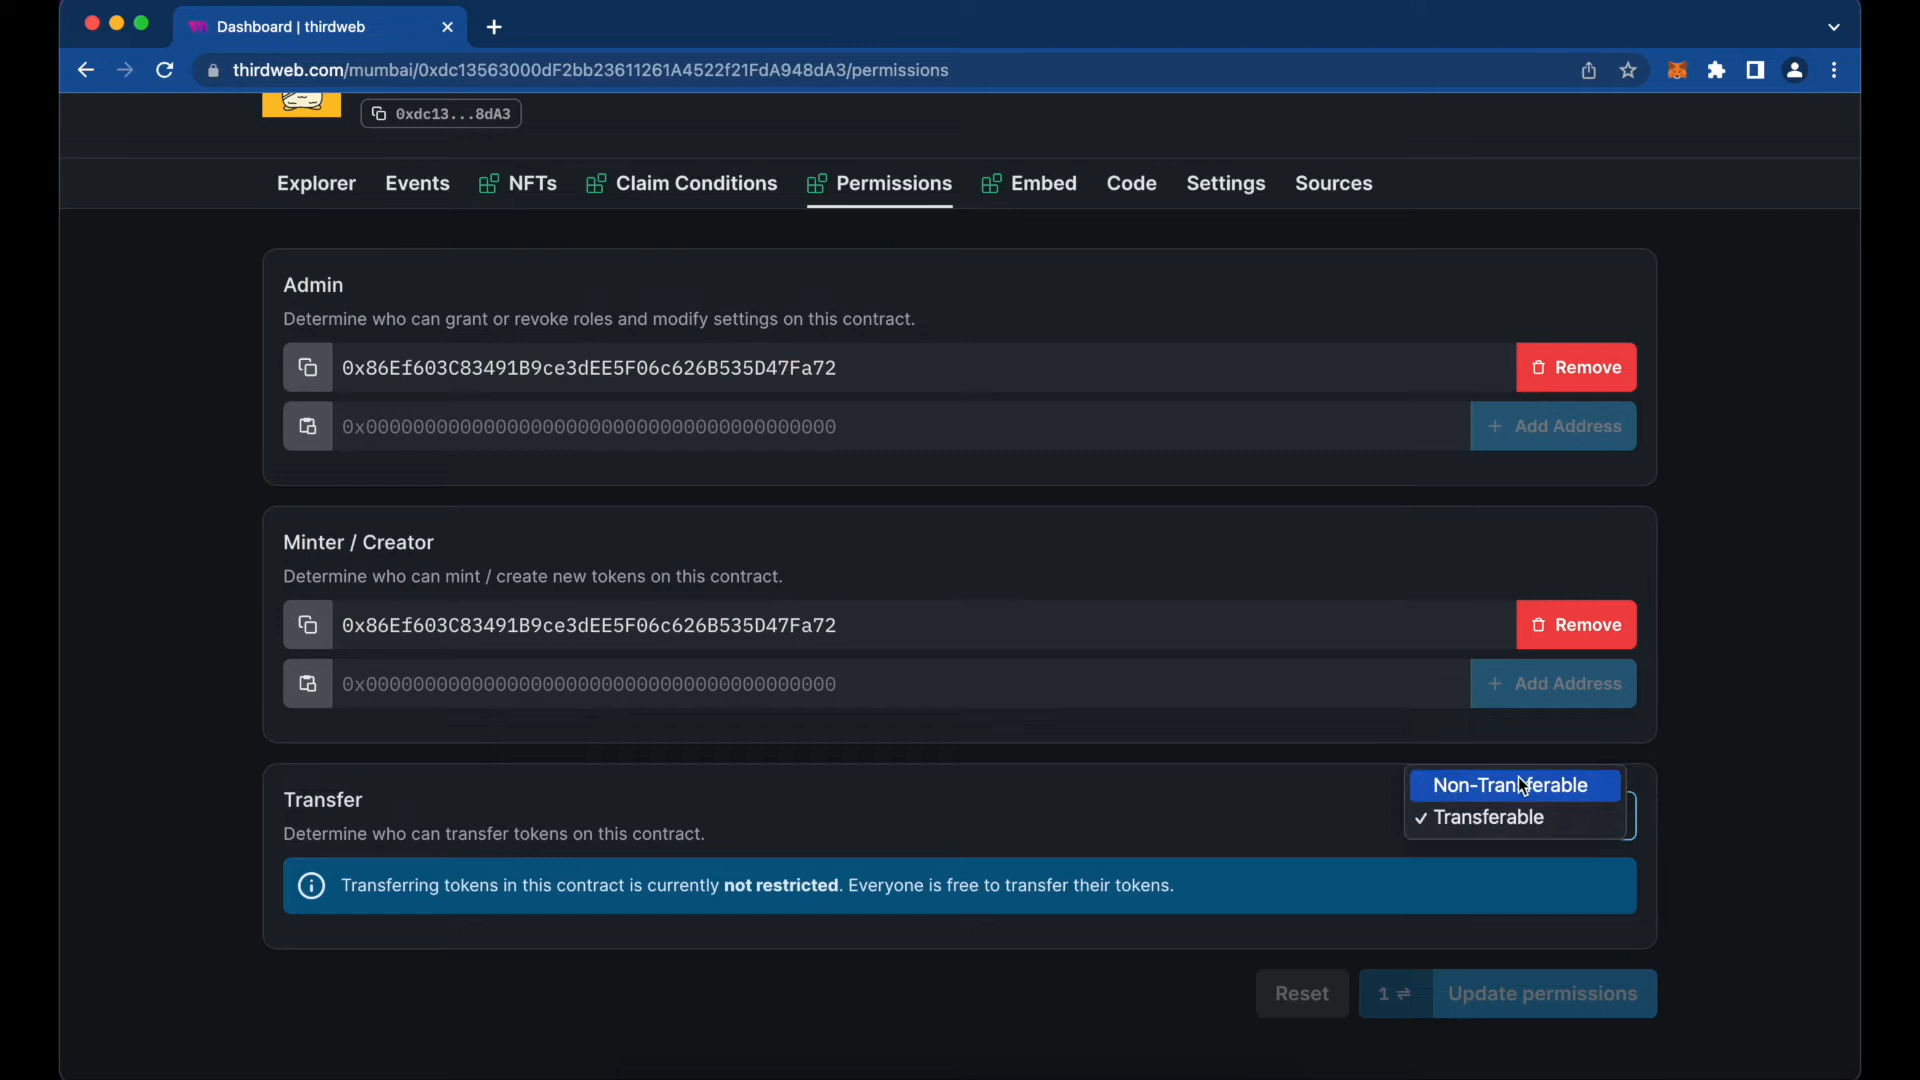 Dashboard | thirdweb
thirdweb.com/mumbai/0xdc13563000dF2bb23611261A4522f21FdA948dA3/permissions
0xdc13...8dA3
Explorer Events NFTs Claim Conditions Permissions Embed Code Settings Sources
Admin
Determine who can grant or revoke roles and modify settings on this contract.
0x86Ef603C83491B9ce3dEE5F06c626B535D47Fa72 Remove
0x0000000000000000000000000000000000000000 + Add Address
Minter / Creator
Determine who can mint / create new tokens on this contract.
0x86Ef603C83491B9ce3dEE5F06c626B535D47Fa72 Remove
0x0000000000000000000000000000000000000000 + Add Address
Non-Transferable
Transfer
✓ Transferable
Determine who can transfer tokens on this contract.
Transferring tokens in this contract is currently not restricted. Everyone is free to transfer their tokens.
Reset 1 ⇌ Update permissions